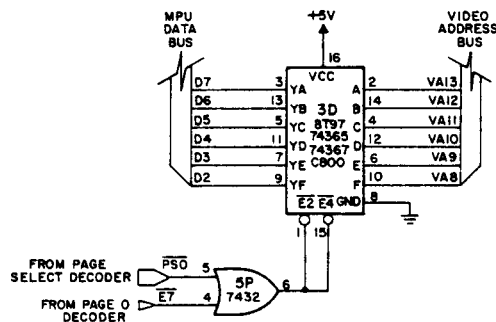 MPU
DATA
BUS
+5V
VIDEO
ADDRESS
BUS
16
VCC
D7 3 YA A 2 VA13
D6 13 YB B 14 VA12
D5 5 YC C 4 VA11
D4 11 YD D 12 VA10
D3 7 YE E 6 VA9
D2 9 YF F 10 VA8
3D
8T97
74365
74367
C800
E2 E4 GND 8
1 15
FROM PAGE
SELECT DECODER
PS0 5
5P
7432
6
FROM PAGE 0
DECODER
E7 4